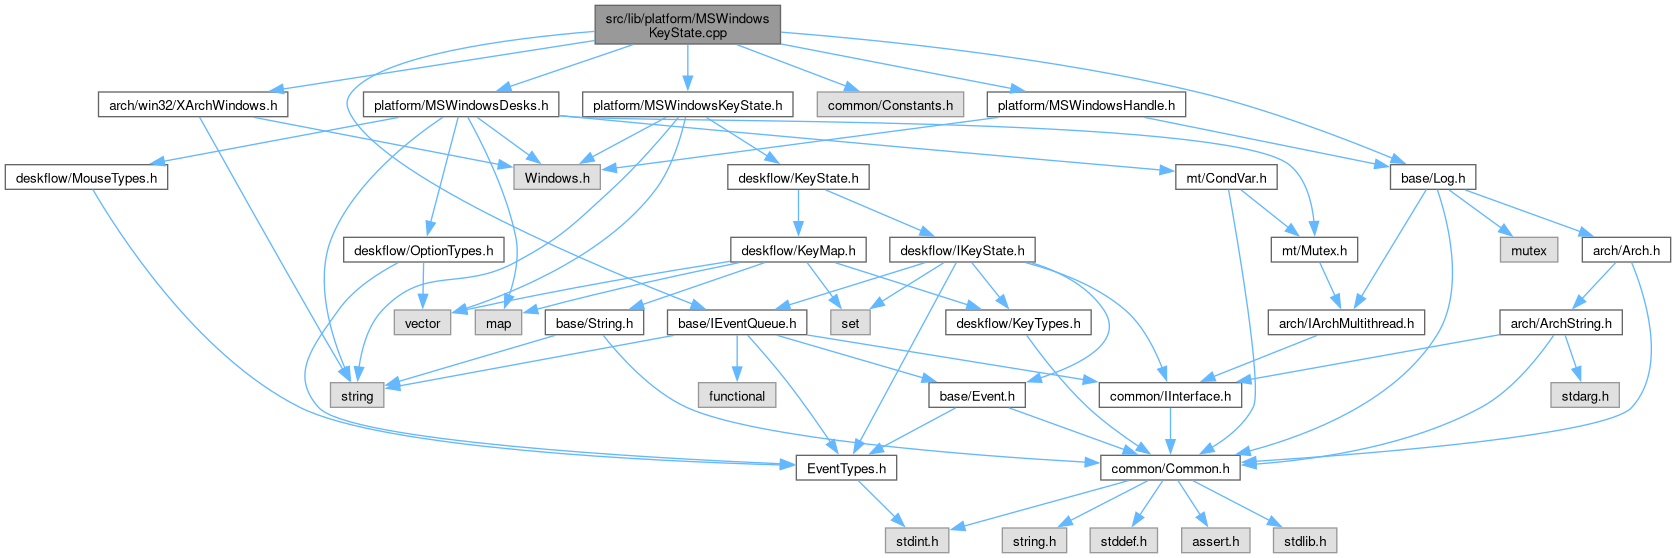 src/lib/platform/MSWindows
KeyState.cpp
arch/win32/XArchWindows.h
platform/MSWindowsDesks.h
platform/MSWindowsKeyState.h
common/Constants.h
platform/MSWindowsHandle.h
deskflow/MouseTypes.h
Windows.h
deskflow/KeyState.h
mt/CondVar.h
base/Log.h
deskflow/OptionTypes.h
deskflow/KeyMap.h
deskflow/IKeyState.h
mt/Mutex.h
mutex
arch/Arch.h
vector
map
base/String.h
base/IEventQueue.h
set
deskflow/KeyTypes.h
arch/IArchMultithread.h
arch/ArchString.h
string
functional
base/Event.h
common/IInterface.h
stdarg.h
EventTypes.h
common/Common.h
stdint.h
string.h
stddef.h
assert.h
stdlib.h